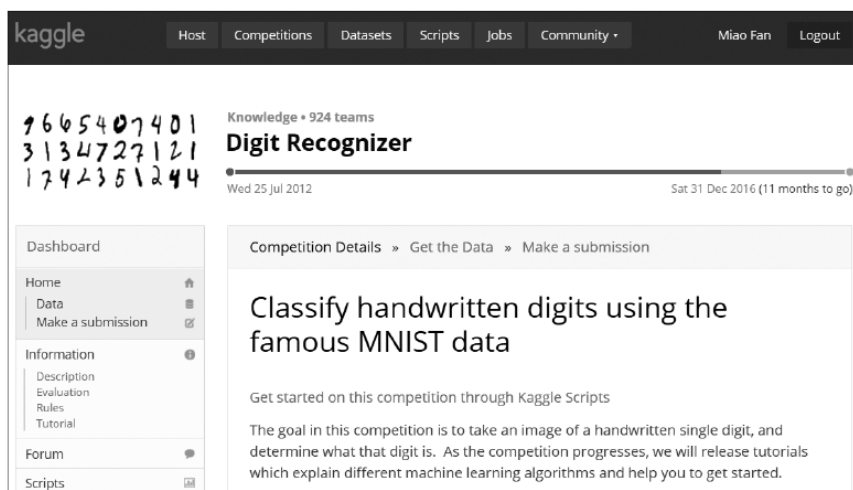 kaggle
Host Competitions Datasets Scripts Jobs Community Miao Fan Logout
9665407401
3134727121
1742351244
Knowledge • 924 teams
Digit Recognizer
Wed 25 Jul 2012
Sat 31 Dec 2016 (11 months to go)
Dashboard
Home
Data
Make a submission
Information
Description
Evaluation
Rules
Tutorial
Forum
Scripts
Competition Details » Get the Data » Make a submission
Classify handwritten digits using the
famous MNIST data
Get started on this competition through Kaggle Scripts
The goal in this competition is to take an image of a handwritten single digit, and
determine what that digit is. As the competition progresses, we will release tutorials
which explain different machine learning algorithms and help you to get started.